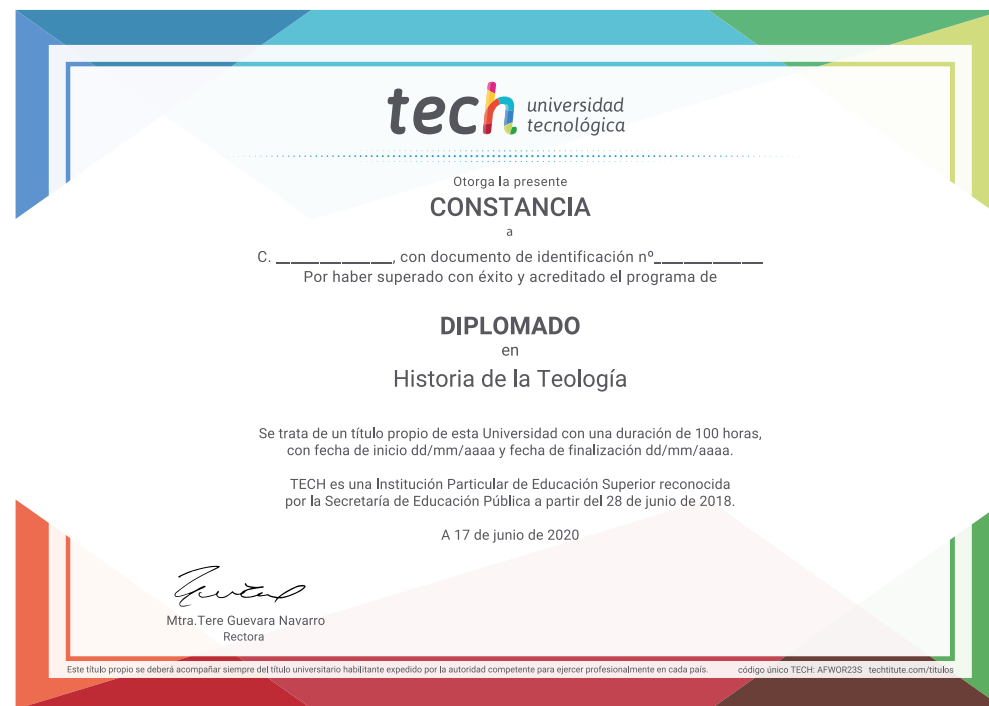 tech universidad
tecnológica
Otorga la presente
CONSTANCIA
a
C. ______________, con documento de identificación nº_____________
Por haber superado con éxito y acreditado el programa de
DIPLOMADO
en
Historia de la Teología
Se trata de un título propio de esta Universidad con una duración de 100 horas,
con fecha de inicio dd/mm/aaaa y fecha de finalización dd/mm/aaaa.
TECH es una Institución Particular de Educación Superior reconocida
por la Secretaría de Educación Pública a partir del 28 de junio de 2018.
A 17 de junio de 2020
Mtra.Tere Guevara Navarro
Rectora
Este título propio se deberá acompañar siempre del título universitario habilitante expedido por la autoridad competente para ejercer profesionalmente en cada país. código único TECH: AFWOR23S techtitute.com/titulos